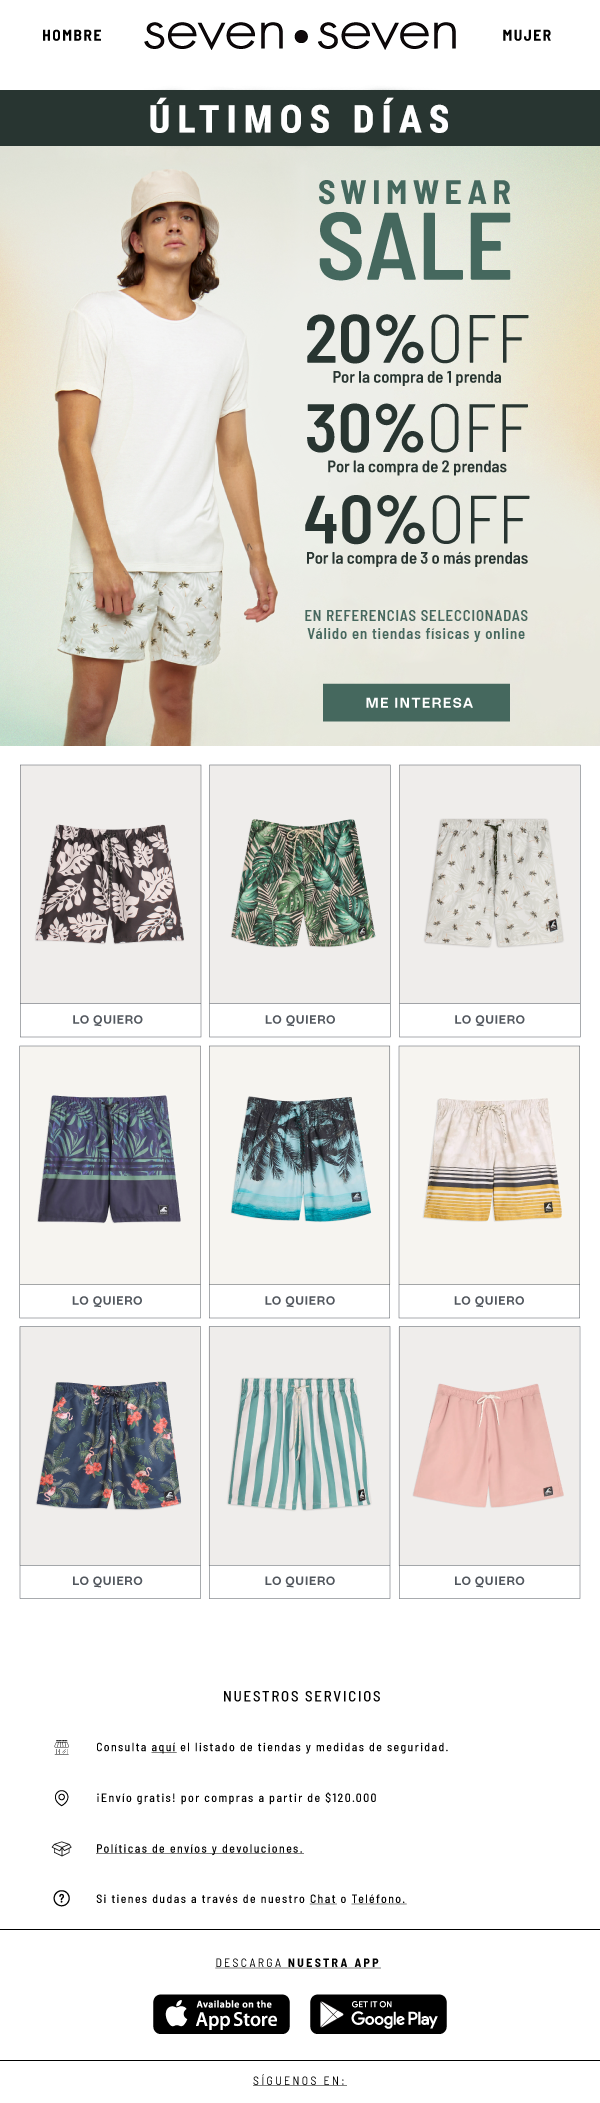 HOMBRE
seven•seven
MUJER
ÚLTIMOS DÍAS
SWIMWEAR
SALE
20%OFF
Por la compra de 1 prenda
30%OFF
Por la compra de 2 prendas
40%OFF
Por la compra de 3 o más prendas
EN REFERENCIAS SELECCIONADAS
Válido en tiendas físicas y online
ME INTERESA
LO QUIERO
LO QUIERO
LO QUIERO
LO QUIERO
LO QUIERO
LO QUIERO
LO QUIERO
LO QUIERO
LO QUIERO
NUESTROS SERVICIOS
Consulta aquí el listado de tiendas y medidas de seguridad.
¡Envío gratis! por compras a partir de $120.000
Políticas de envíos y devoluciones.
Si tienes dudas a través de nuestro Chat o Teléfono.
DESCARGA NUESTRA APP
Available on the
App Store
GET IT ON
Google Play
SÍGUENOS EN: